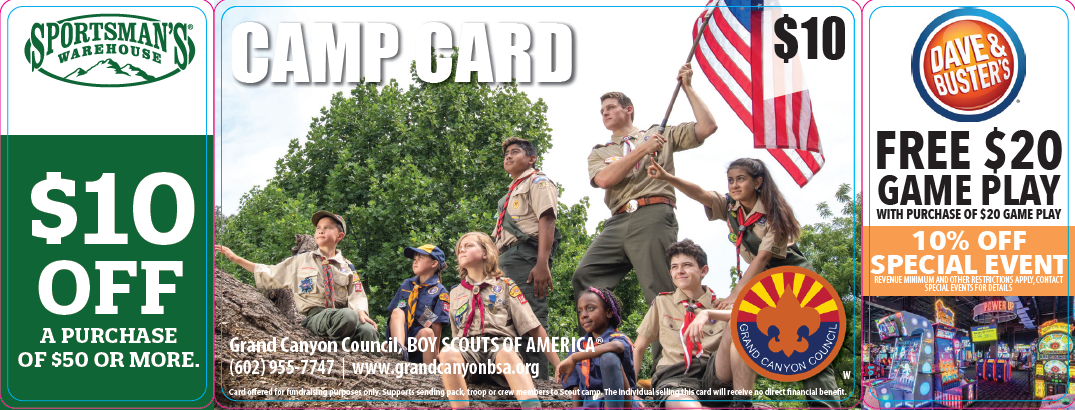 SPORTSMAN'S®
WAREHOUSE
$10
OFF
A PURCHASE
OF $50 OR MORE.
CAMP CARD
$10
Grand Canyon Council, BOY SCOUTS OF AMERICA®
(602) 955-7747 | www.grandcanyonbsa.org
Card offered for fundraising purposes only. Supports sending pack, troop or crew members to Scout camp. The individual selling this card will receive no direct financial benefit.
GRAND CANYON COUNCIL
W
DAVE &
BUSTER'S®
FREE $20
GAME PLAY
WITH PURCHASE OF $20 GAME PLAY
10% OFF
SPECIAL EVENT
REVENUE MINIMUM AND OTHER RESTRICTIONS APPLY, CONTACT
SPECIAL EVENTS FOR DETAILS
POWER UP